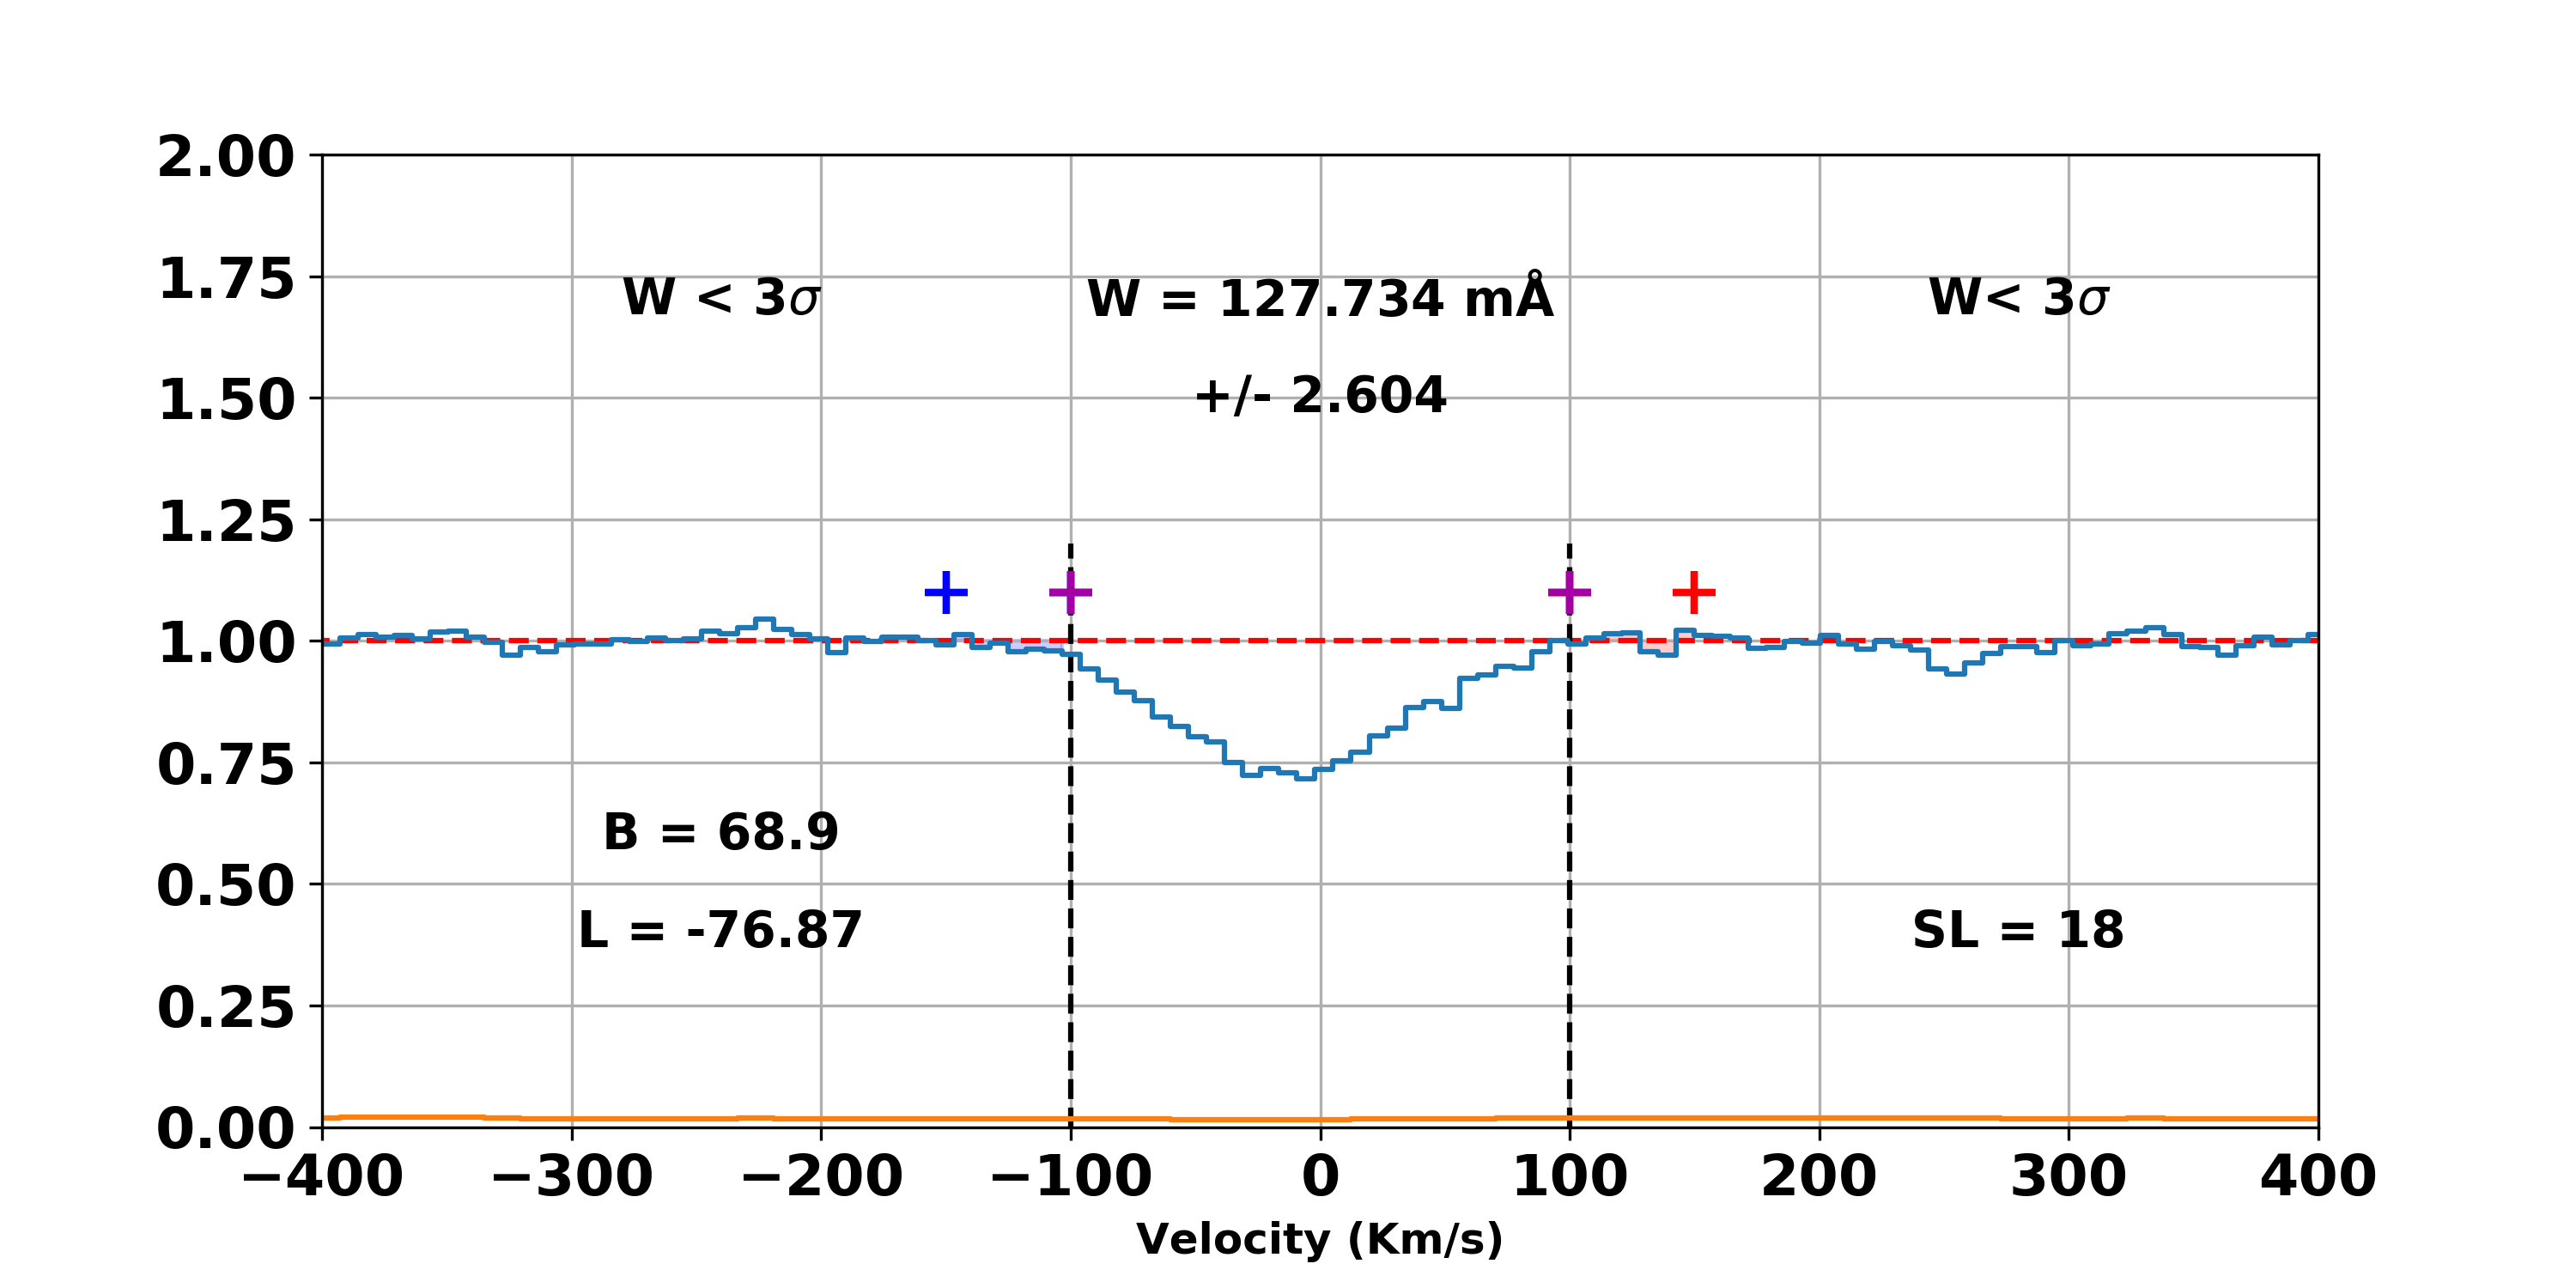 2.00
1.75
1.50
1.25
1.00
0.75
0.50
0.25
0.00
W < 3σ
W = 127.734 mÅ
+/- 2.604
W< 3σ
B = 68.9
L = -76.87
SL = 18
−400 −300 −200 −100 0 100 200 300 400
Velocity (Km/s)